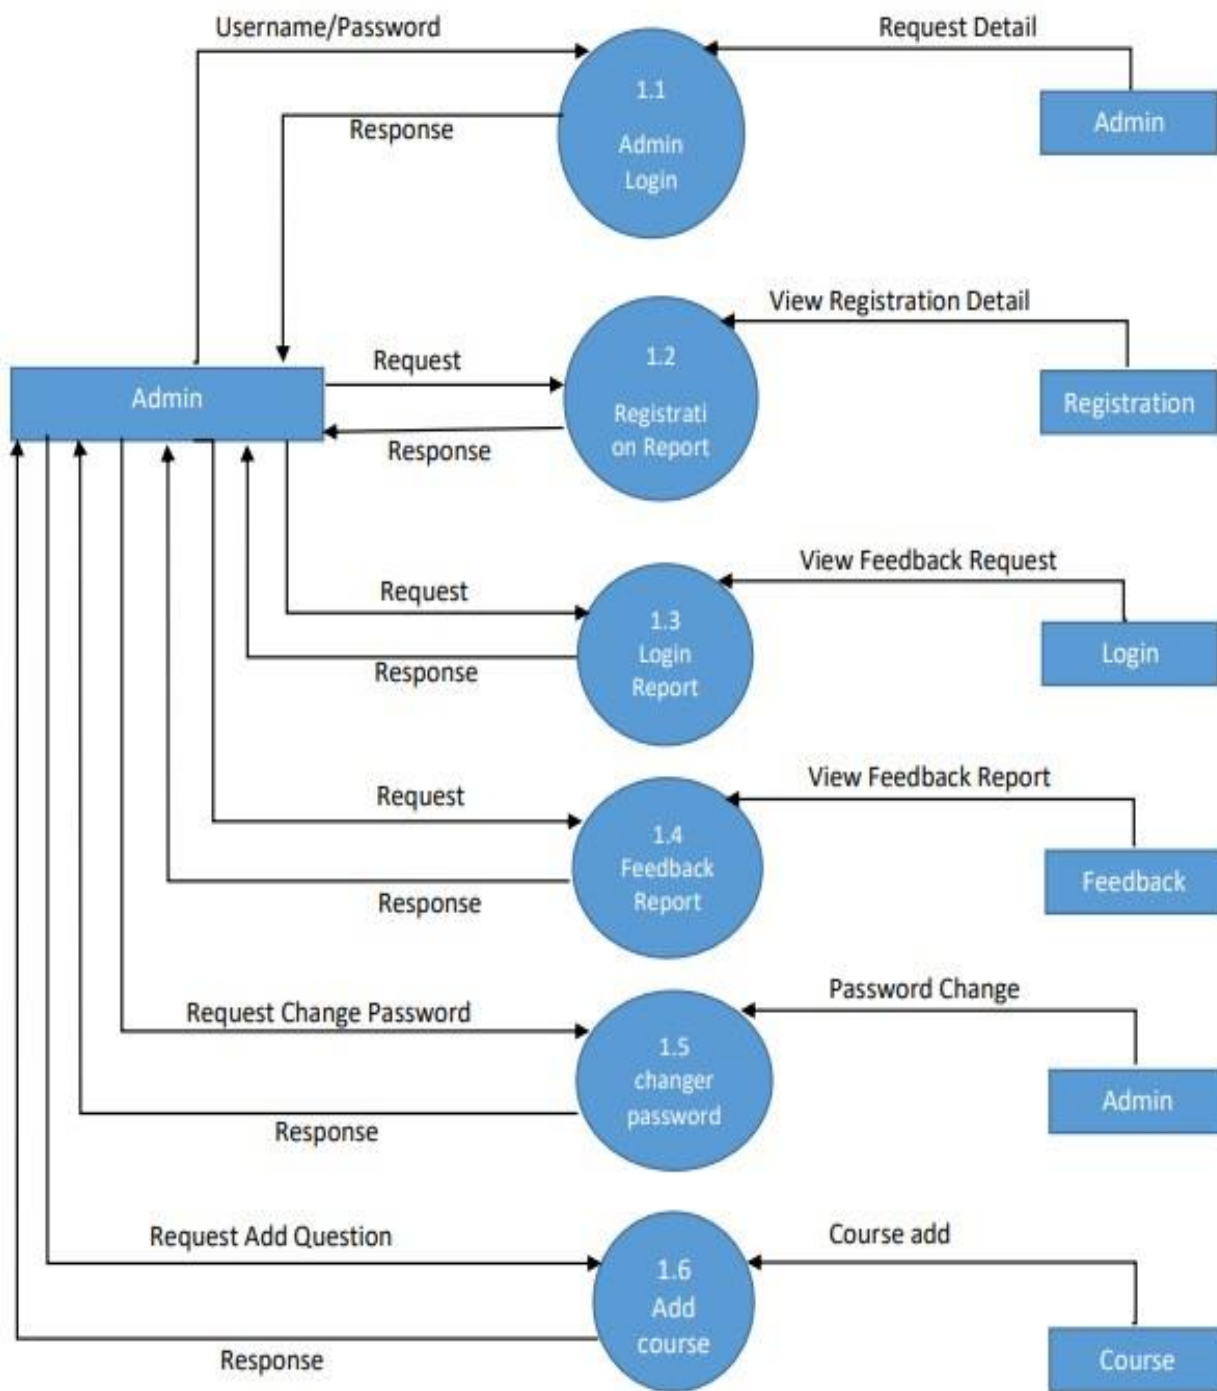 Username/Password
Request Detail
1.1
Admin
Login
Response
Admin
View Registration Detail
Request
1.2
Registrati
on Report
Admin
Registration
Response
View Feedback Request
Request
1.3
Login
Report
Response
Login
View Feedback Report
Request
1.4
Feedback
Report
Response
Feedback
Password Change
Request Change Password
1.5
changer
password
Response
Admin
Request Add Question
Course add
1.6
Add
course
Response
Course